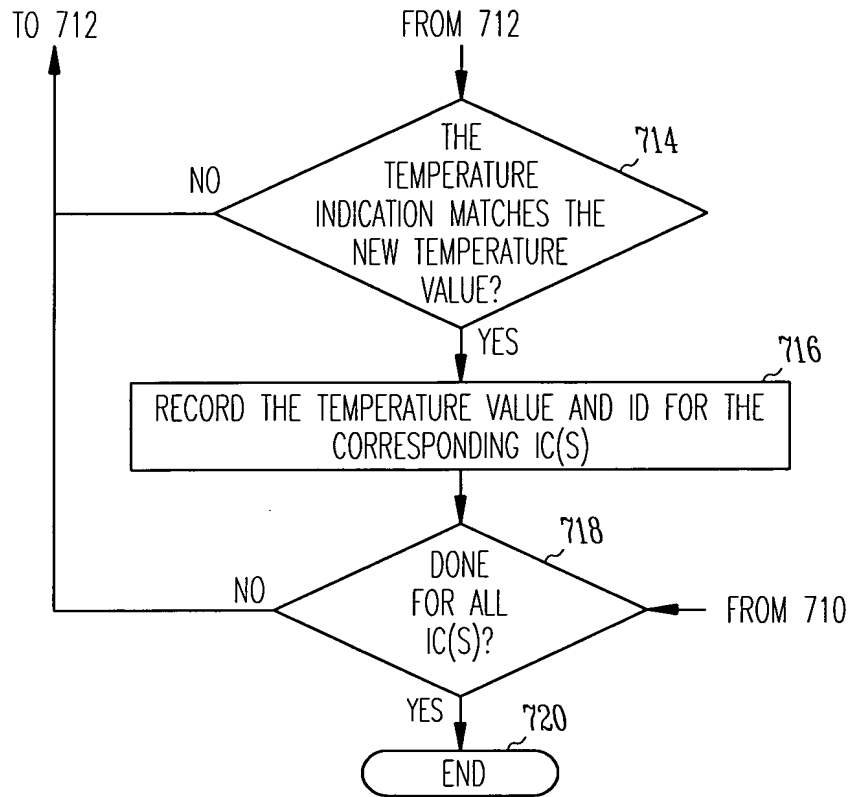 TO 712
FROM 712
714
THE
TEMPERATURE
INDICATION MATCHES THE
NEW TEMPERATURE
VALUE?
NO
YES
716
RECORD THE TEMPERATURE VALUE AND ID FOR THE
CORRESPONDING IC(S)
718
DONE
FOR ALL
IC(S)?
NO
FROM 710
YES
720
END